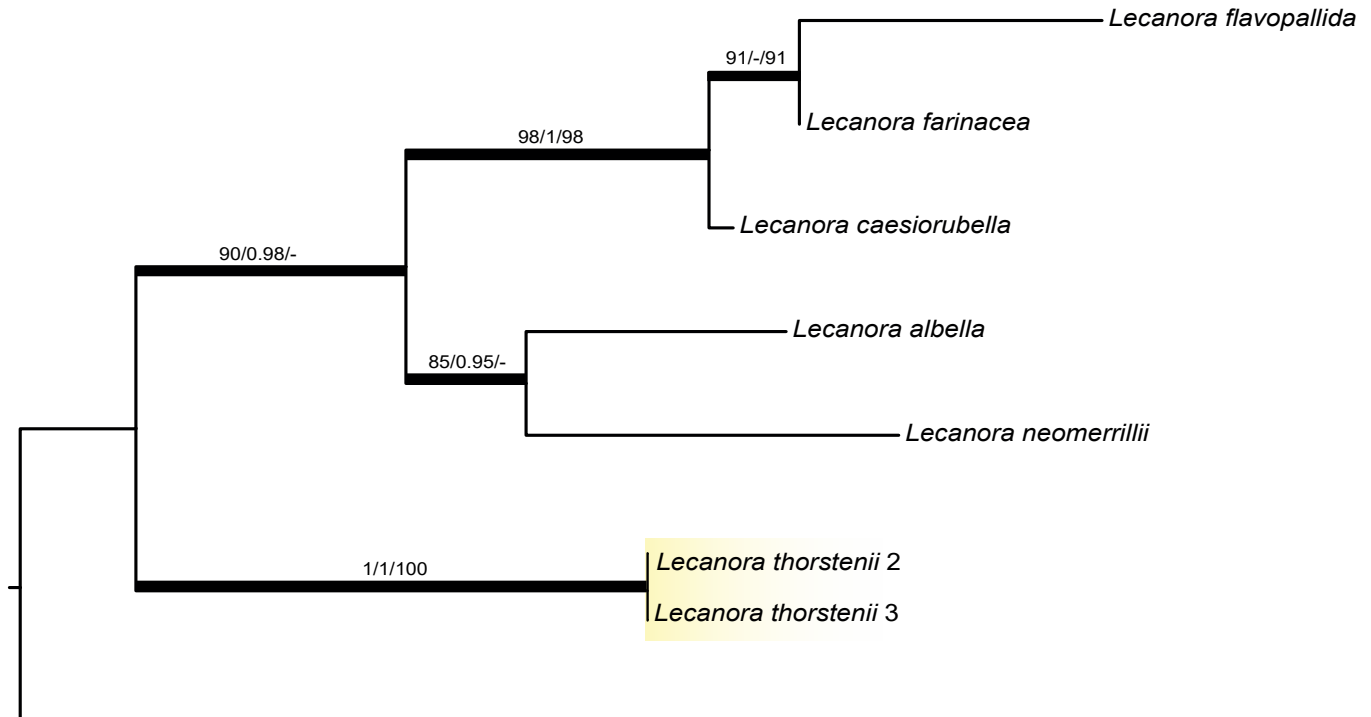 Lecanora flavopallida
91/-/91
Lecanora farinacea
98/1/98
Lecanora caesiorubella
90/0.98/-
Lecanora albella
85/0.95/-
Lecanora neomerrillii
Lecanora thorstenii 2
1/1/100
Lecanora thorstenii 3